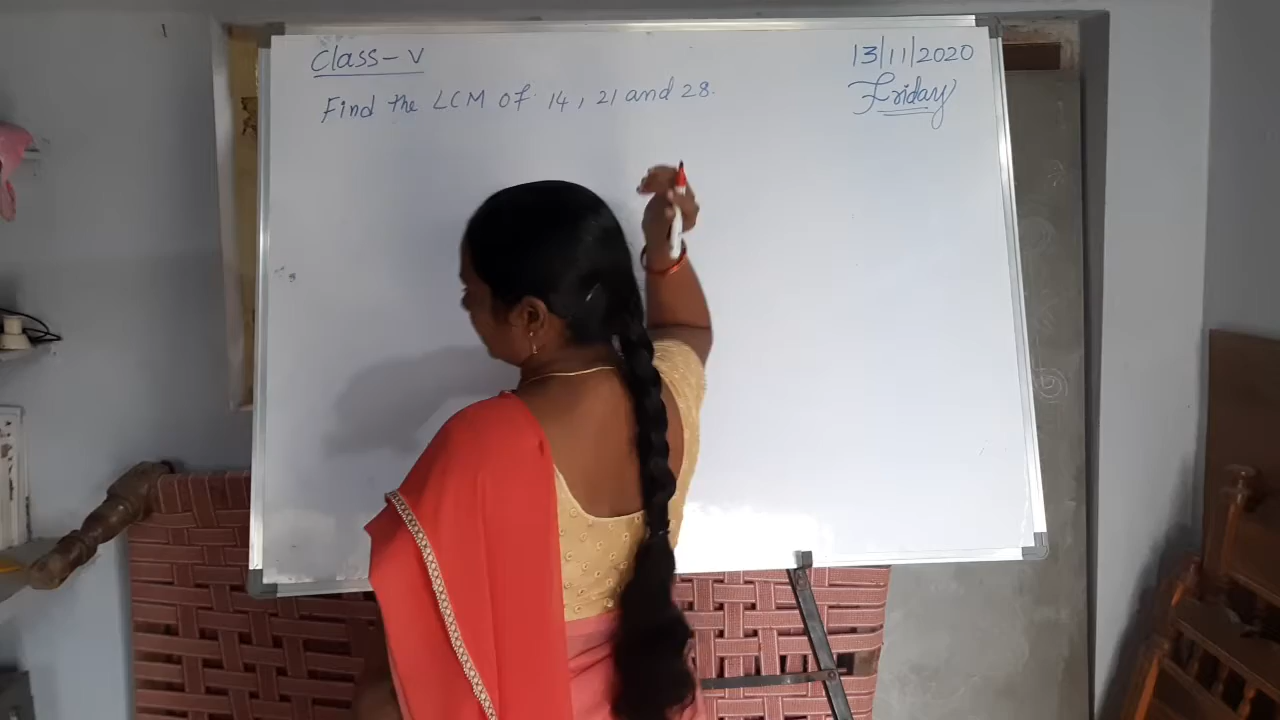 Class-V
13/11/2020
Friday
Find the LCM of 14, 21 and 28.